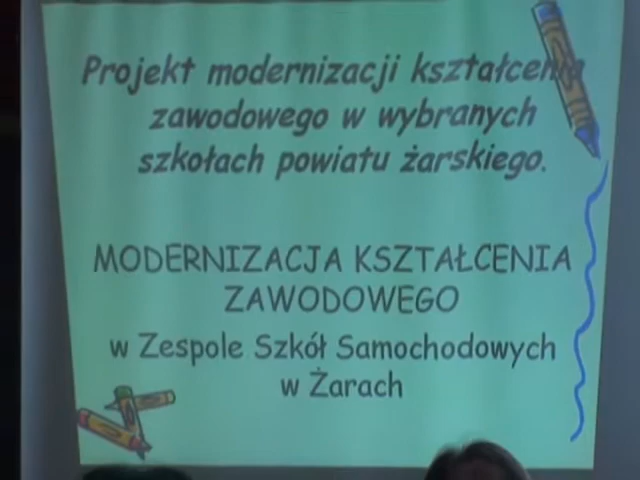 Projekt modernizacji kształcenia
zawodowego w wybranych
szkołach powiatu żarskiego.
MODERNIZACJA KSZTAŁCENIA
ZAWODOWEGO
w Zespole Szkół Samochodowych
w Żarach